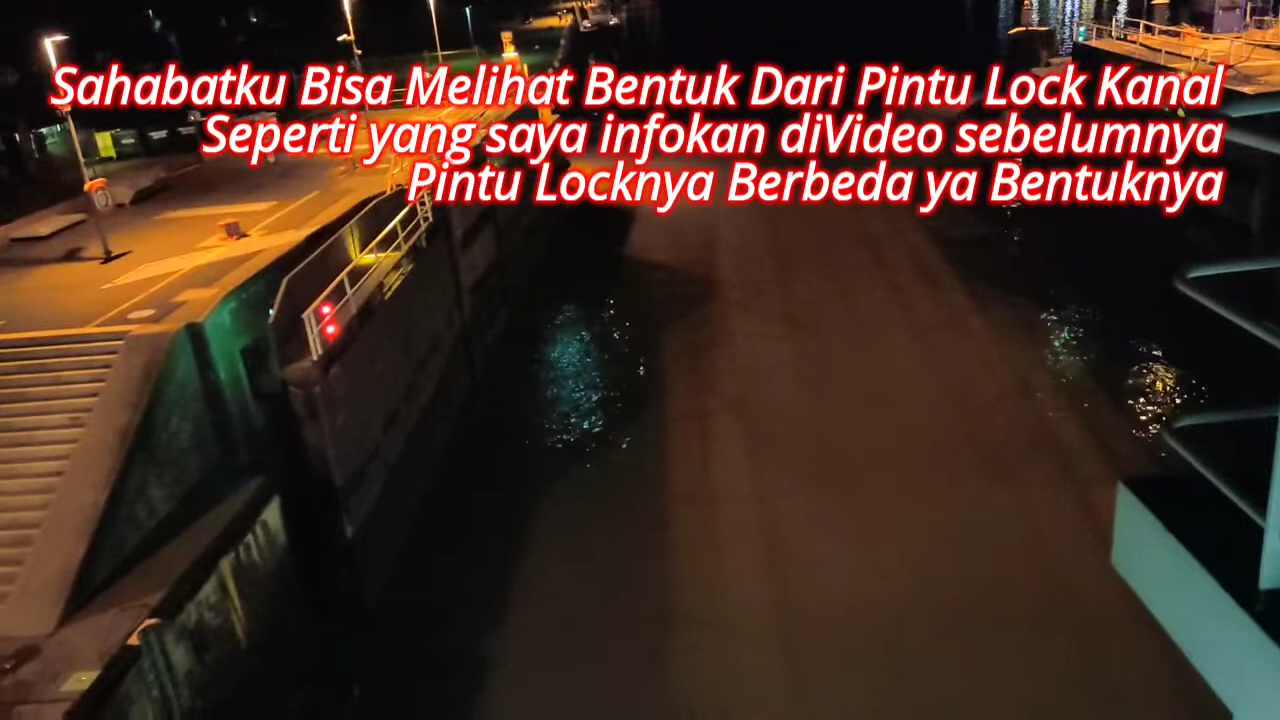 Sahabatku Bisa Melihat Bentuk Dari Pintu Lock Kanal
Seperti yang saya infokan diVideo sebelumnya
Pintu Locknya Berbeda ya Bentuknya